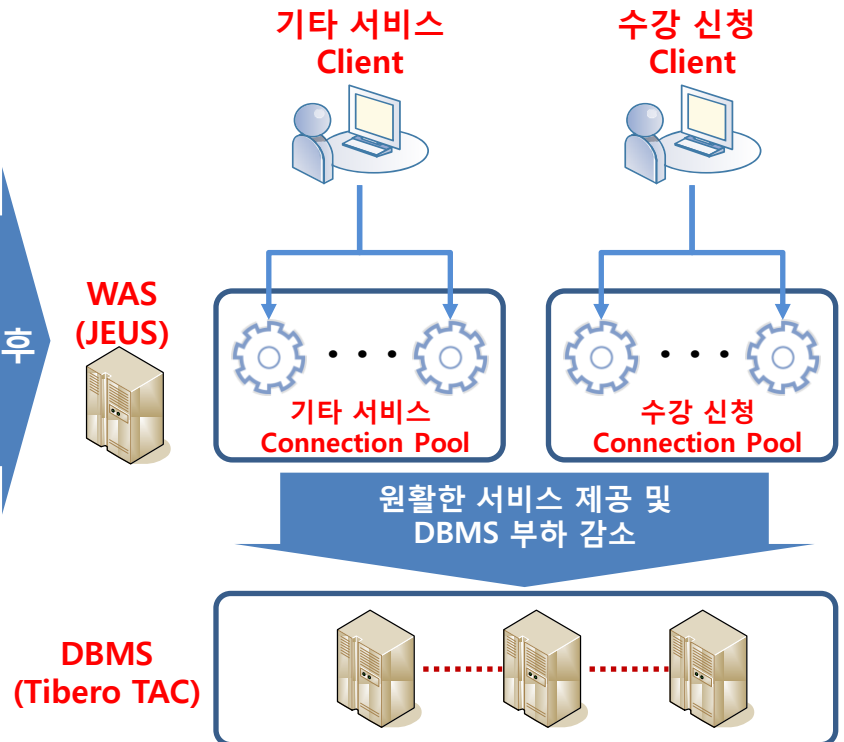 기타 서비스
Client
수강 신청
Client
후
WAS
(JEUS)
기타 서비스
Connection Pool
수강 신청
Connection Pool
원활한 서비스 제공 및
DBMS 부하 감소
DBMS
(Tibero TAC)